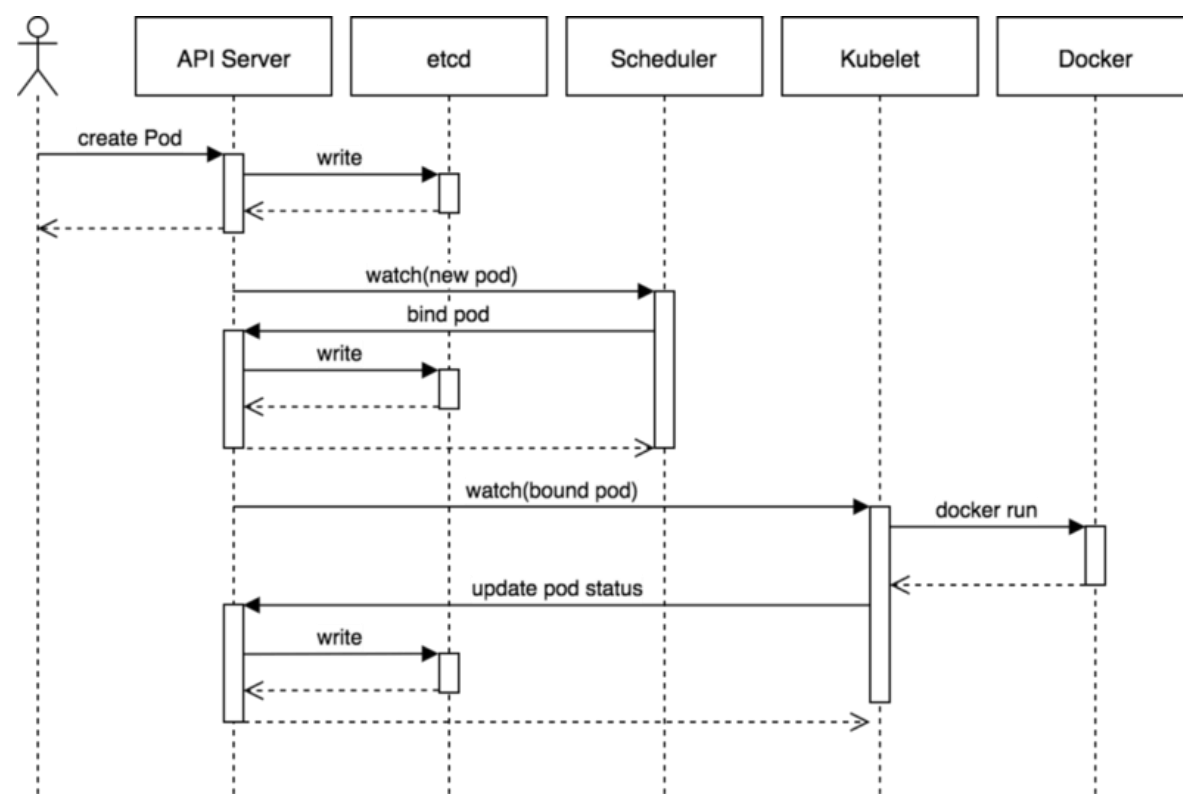 API Server
etcd
Scheduler
Kubelet
Docker
create Pod
write
watch(new pod)
bind pod
write
watch(bound pod)
docker run
update pod status
write